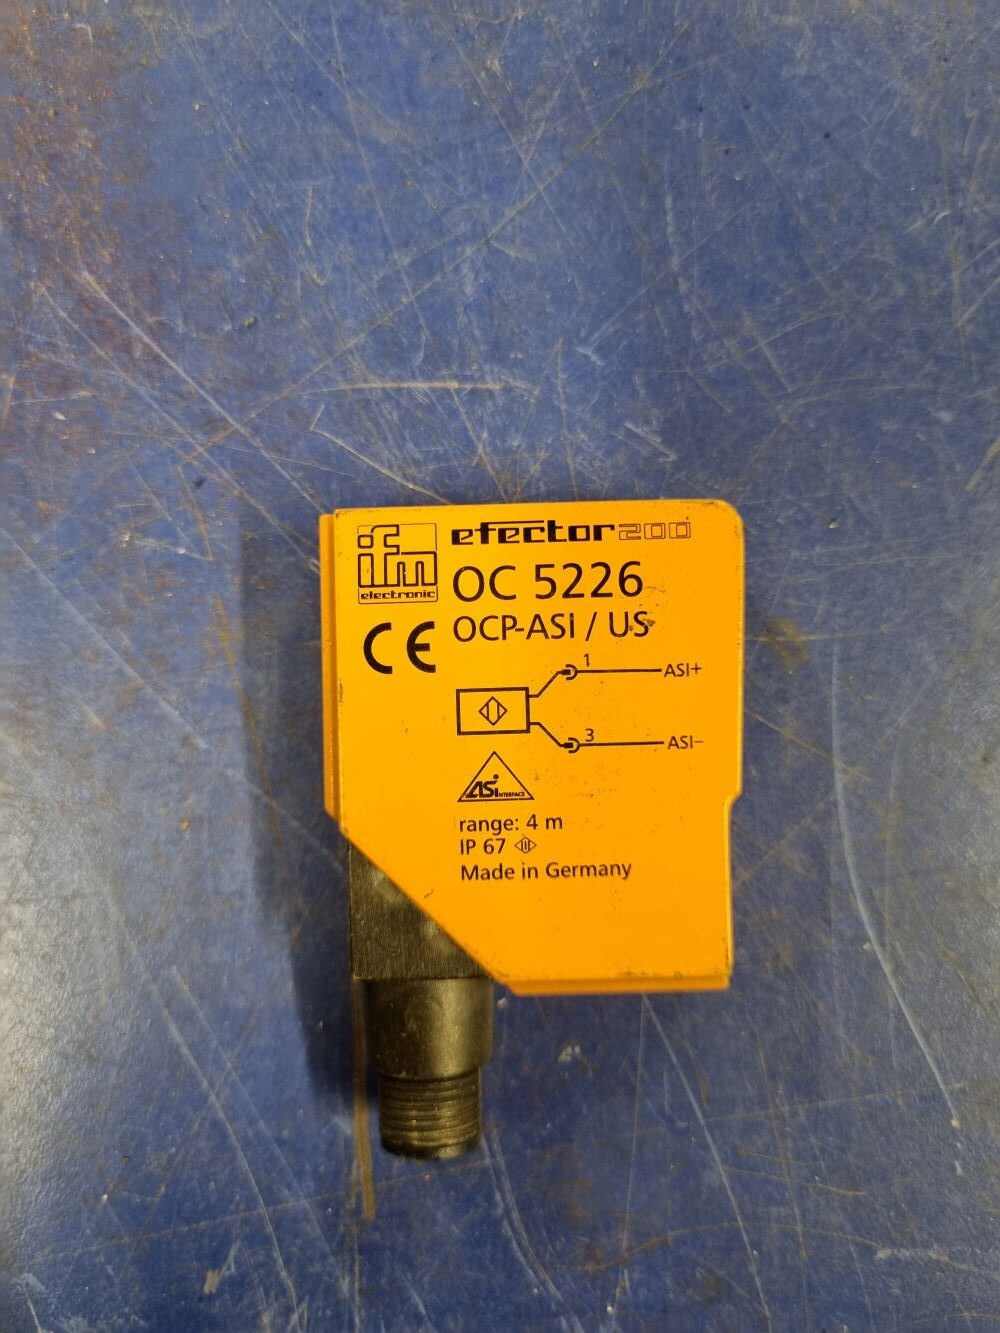 ifm
electronic
efector200
OC 5226
OCP-ASI / US
CE
1
ASI+
3
ASI–
ASi
INTERFACE
range: 4 m
IP 67
Made in Germany